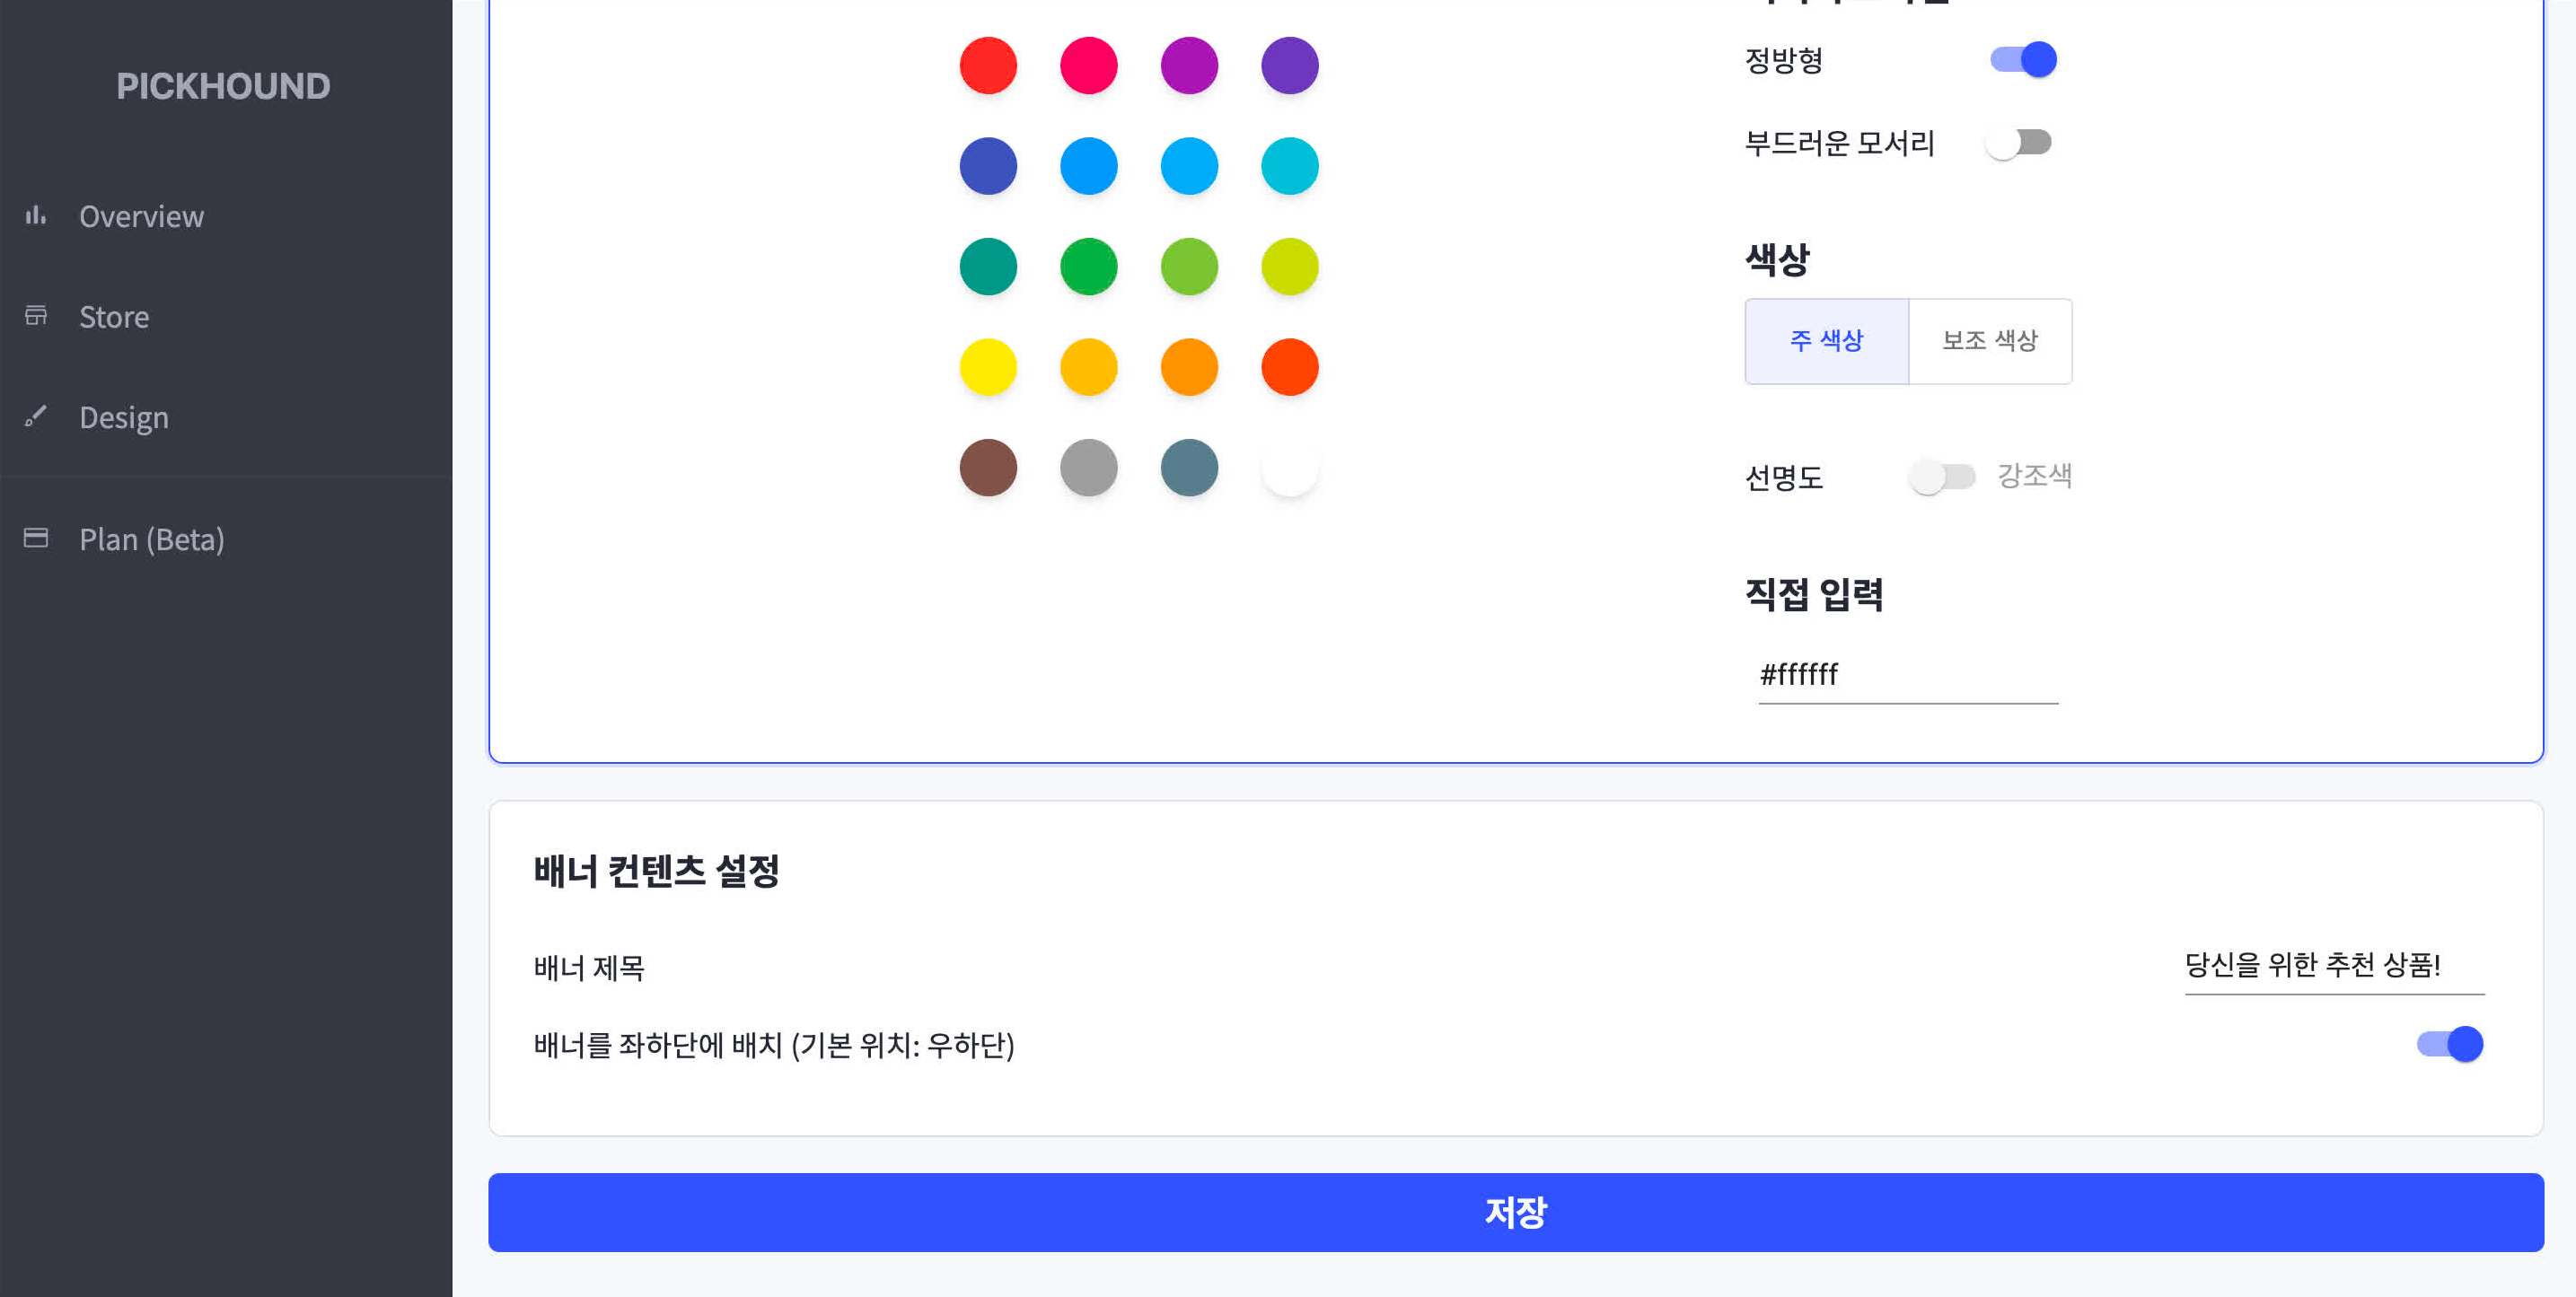 PICKHOUND
Overview
Store
Design
Plan (Beta)
정방형
부드러운 모서리
색상
주 색상
보조 색상
선명도
강조색
직접 입력
#ffffff
배너 컨텐츠 설정
배너 제목
당신을 위한 추천 상품!
배너를 좌하단에 배치 (기본 위치: 우하단)
저장